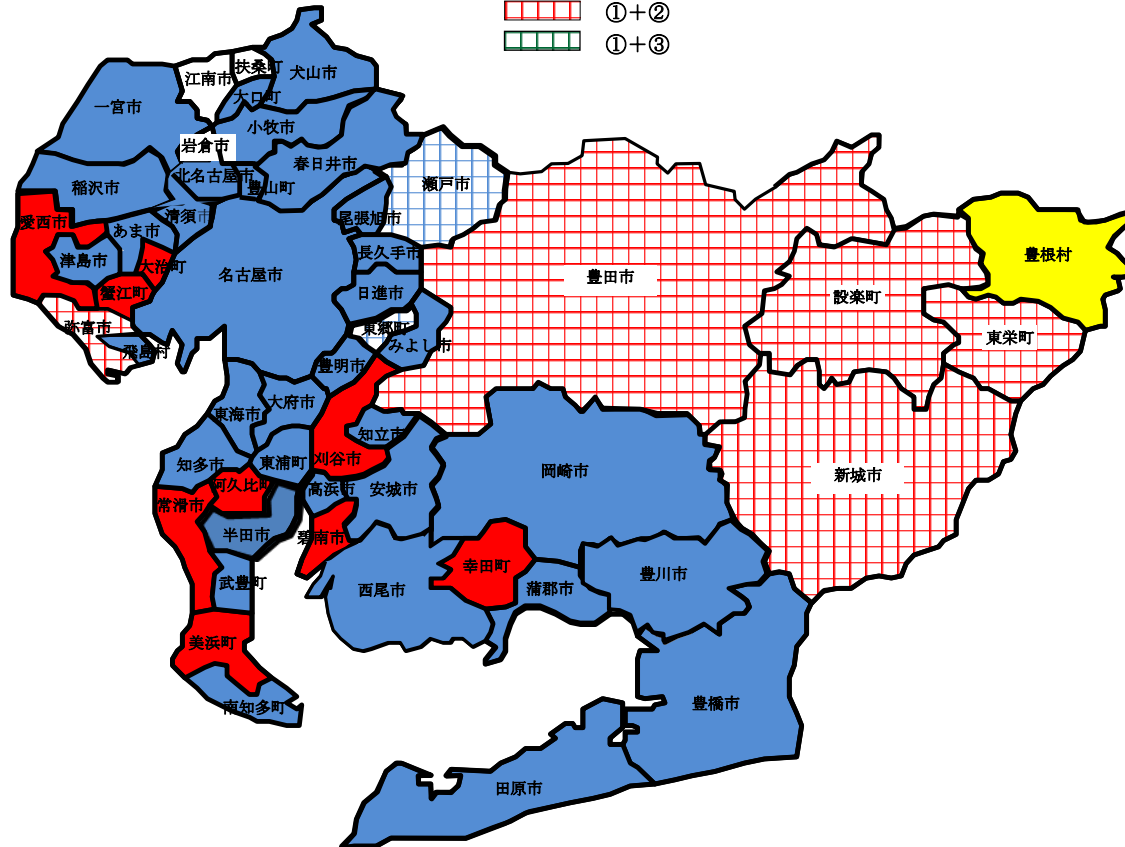 ①+②
①+③
扶桑町
江南市
犬山市
大口町
一宮市
小牧市
岩倉市
春日井市
北名古屋市
瀬戸市
稲沢市
豊山町
清須市
尾張旭市
愛西市
あま市
長久手市
豊根村
津島市
大治町
名古屋市
豊田市
蟹江町
日進市
設楽町
弥富市
東郷町
東栄町
飛島村
みよし市
豊明市
大府市
東海市
知立市
知多市
東浦町
刈谷市
岡崎市
新城市
阿久比町
高浜市
安城市
常滑市
半田市
碧南市
幸田町
豊川市
武豊町
西尾市
蒲郡市
美浜町
南知多町
豊橋市
田原市